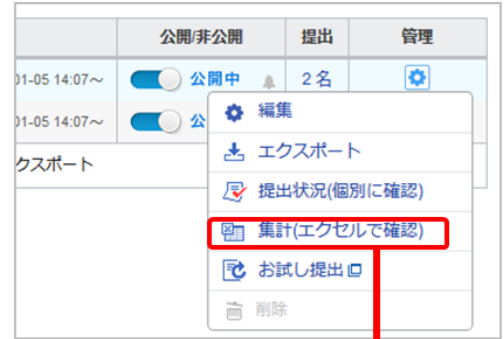 公開/非公開 提出 管理
01-05 14:07～ 公開中 2名
01-05 14:07～ 公
クスポート
編集
エクスポート
提出状況(個別に確認)
集計(エクセルで確認)
お試し提出
削除